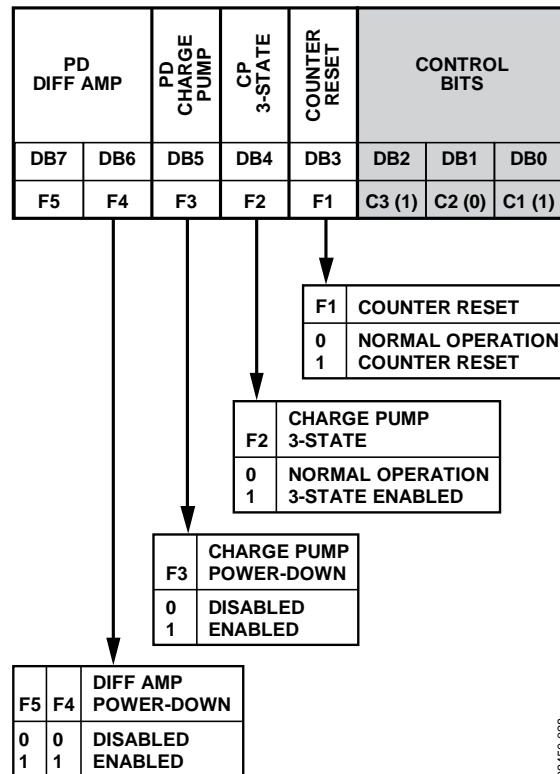 PD
DIFF AMP
PD
CHARGE
PUMP
CP
3-STATE
COUNTER
RESET
CONTROL
BITS
DB7 DB6 DB5 DB4 DB3 DB2 DB1 DB0
F5 F4 F3 F2 F1 C3 (1) C2 (0) C1 (1)
F1 COUNTER RESET
0 NORMAL OPERATION
1 COUNTER RESET
CHARGE PUMP
F2 3-STATE
0 NORMAL OPERATION
1 3-STATE ENABLED
CHARGE PUMP
F3 POWER-DOWN
0 DISABLED
1 ENABLED
DIFF AMP
F5 F4 POWER-DOWN
0 0 DISABLED
1 1 ENABLED